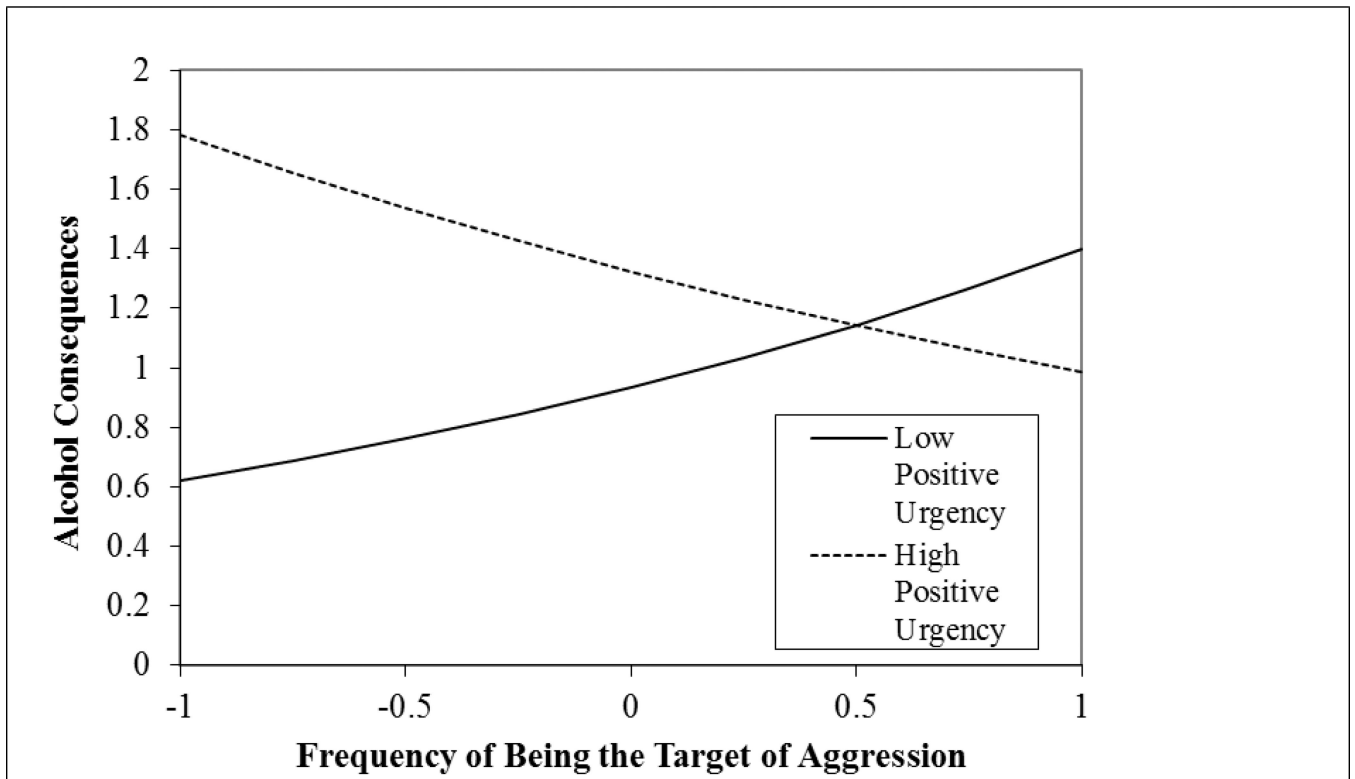 2
1.8
1.6
1.4
1.2
1
0.8
0.6
0.4
0.2
0
Alcohol Consequences
Low
Positive
Urgency
High
Positive
Urgency
-1
-0.5
0
0.5
1
Frequency of Being the Target of Aggression